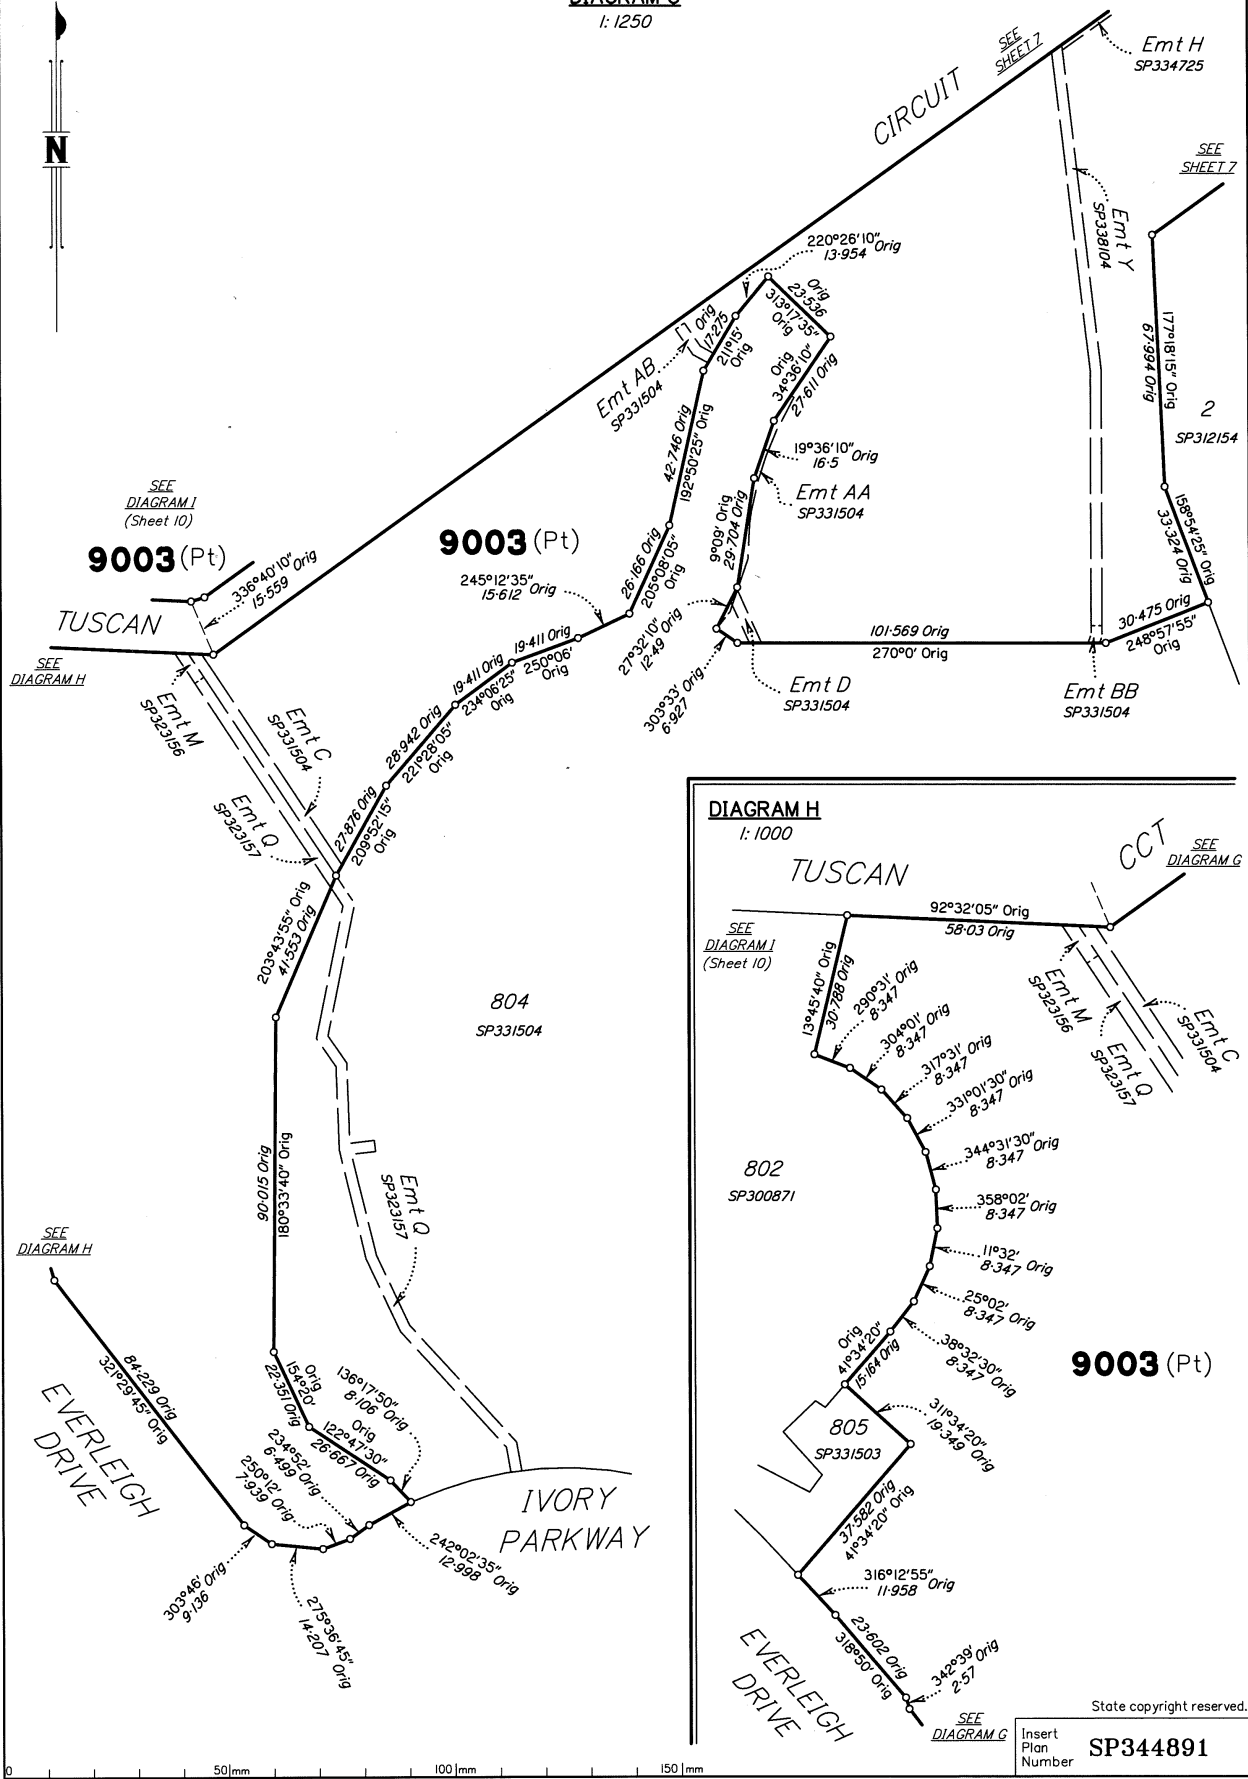 1:1250
N
SEE
SHEET 7
Emt H
SP334725
CIRCUIT
SEE
SHEET 7
Emt Y
SP338104
220°26'10" Orig
13·954
Orig
23·536
313°17'35"
Orig
Orig
17·275
211°15'
Orig
Emt AB
SP331504
Orig
34°36'10"
27·611 Orig
177°18'15" Orig
67·994 Orig
2
SP312154
42·746 Orig
192°50'25" Orig
19°36'10" Orig
16·5
Emt AA
SP331504
9°09' Orig
29·704 Orig
158°54'25" Orig
33·324 Orig
SEE
DIAGRAM I
(Sheet 10)
9003 (Pt)
336°40'10" Orig
15·559
9003 (Pt)
245°12'35" Orig
15·612
26·166 Orig
205°08'05"
Orig
TUSCAN
SEE
DIAGRAM H
19·411 Orig
250°06'
Orig
27°32'10"
12·49 Orig
303°33' Orig
6·927
101·569 Orig
270°0' Orig
30·475 Orig
248°57'55"
Orig
Emt D
SP331504
Emt BB
SP331504
19·411 Orig
234°06'25"
Orig
Emt M
SP323156
Emt C
SP331504
28·942 Orig
221°28'05"
Orig
Emt Q
SP323157
27·876 Orig
209°52'15"
Orig
203°43'55" Orig
41·553 Orig
804
SP331504
90·015 Orig
180°33'40" Orig
Emt Q
SP323157
SEE
DIAGRAM H
84·229 Orig
321°29'45" Orig
EVERLEIGH
DRIVE
Orig
154°20'
22·351 Orig
136°17'50"
8·106 Orig
Orig
122°47'30"
26·667 Orig
234°52' Orig
6·499
250°12' Orig
7·939
IVORY
PARKWAY
242°02'35" Orig
12·998
303°46' Orig
9·136
275°36'45"
14·207 Orig
DIAGRAM H
1:1000
TUSCAN
CCT
SEE
DIAGRAM G
SEE
DIAGRAM I
(Sheet 10)
92°32'05" Orig
58·03 Orig
13°45'40" Orig
30·788 Orig
290°31' Orig
8·347
304°01' Orig
8·347
317°31' Orig
8·347
331°01'30" Orig
8·347
344°31'30" Orig
8·347
358°02' Orig
8·347
11°32' Orig
8·347
25°02' Orig
8·347
38°32'30" Orig
8·347
Emt M
SP323156
Emt C
SP331504
Emt Q
SP323157
802
SP300871
Orig
41°34'20"
15·164 Orig
9003 (Pt)
311°34'20"
19·349 Orig
805
SP331503
37·582 Orig
41°34'20" Orig
316°12'55" Orig
11·958
23·602 Orig
318°50' Orig
342°39' Orig
2·57
EVERLEIGH
DRIVE
SEE
DIAGRAM G
State copyright reserved.
Insert
Plan
Number
SP344891
0 50mm 100mm 150mm